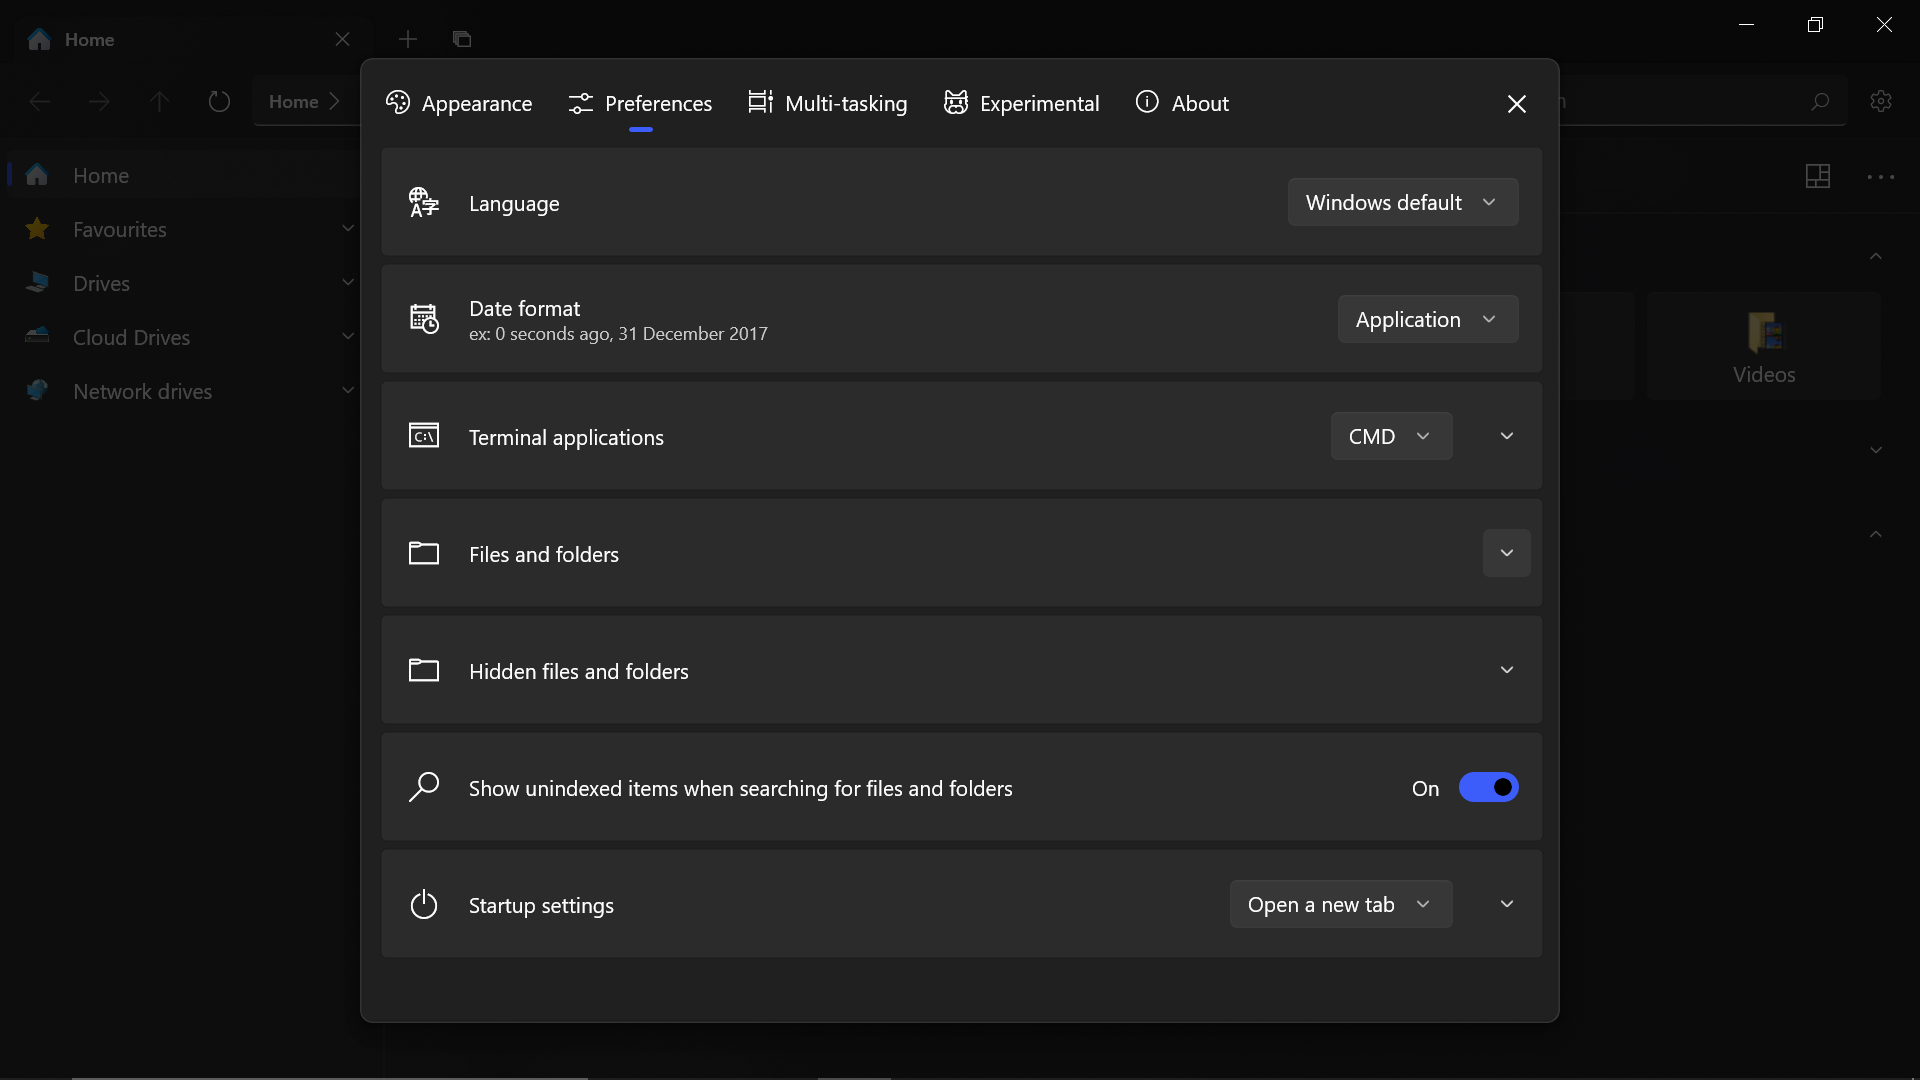 Home
Home
Appearance
Preferences
Multi-tasking
Experimental
About
Home
Favourites
Drives
Cloud Drives
Network drives
Language
Windows default
Date format
ex: 0 seconds ago, 31 December 2017
Application
C:\
Terminal applications
CMD
Files and folders
Hidden files and folders
Show unindexed items when searching for files and folders
On
Startup settings
Open a new tab
Videos